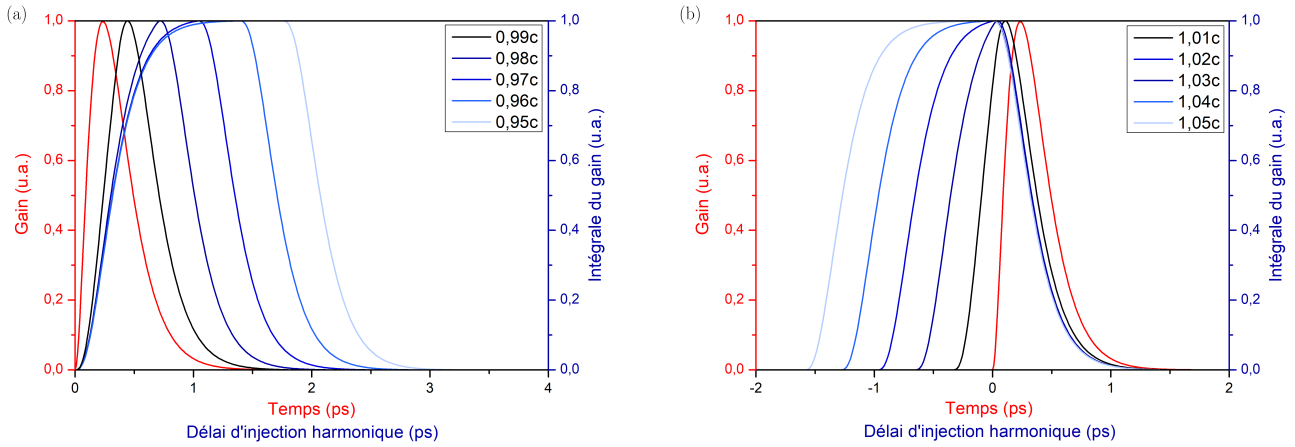 (a)
1,0
0,8
0,6
0,4
0,2
0,0
Gain (u.a.)
0,99c
0,98c
0,97c
0,96c
0,95c
1,0
0,8
0,6
0,4
0,2
0,0
Intégrale du gain (u.a.)
0
1
2
3
4
Temps (ps)
Délai d'injection harmonique (ps)
(b)
1,0
0,8
0,6
0,4
0,2
0,0
Gain (u.a.)
1,01c
1,02c
1,03c
1,04c
1,05c
1,0
0,8
0,6
0,4
0,2
0,0
Intégrale du gain (u.a.)
-2
-1
0
1
2
Temps (ps)
Délai d'injection harmonique (ps)